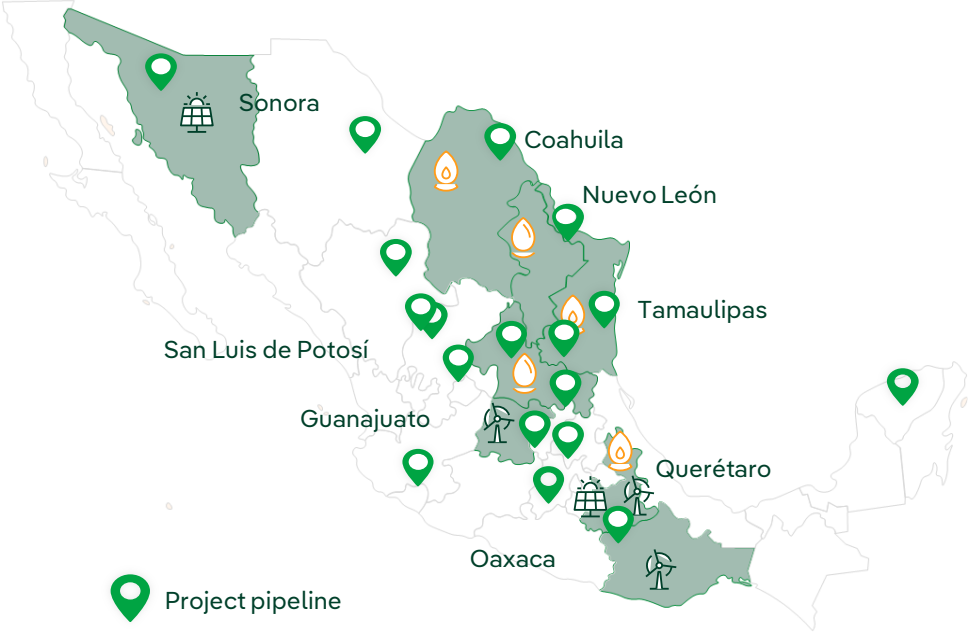 Sonora
Coahuila
Nuevo León
Tamaulipas
San Luis de Potosí
Guanajuato
Querétaro
Oaxaca
Project pipeline